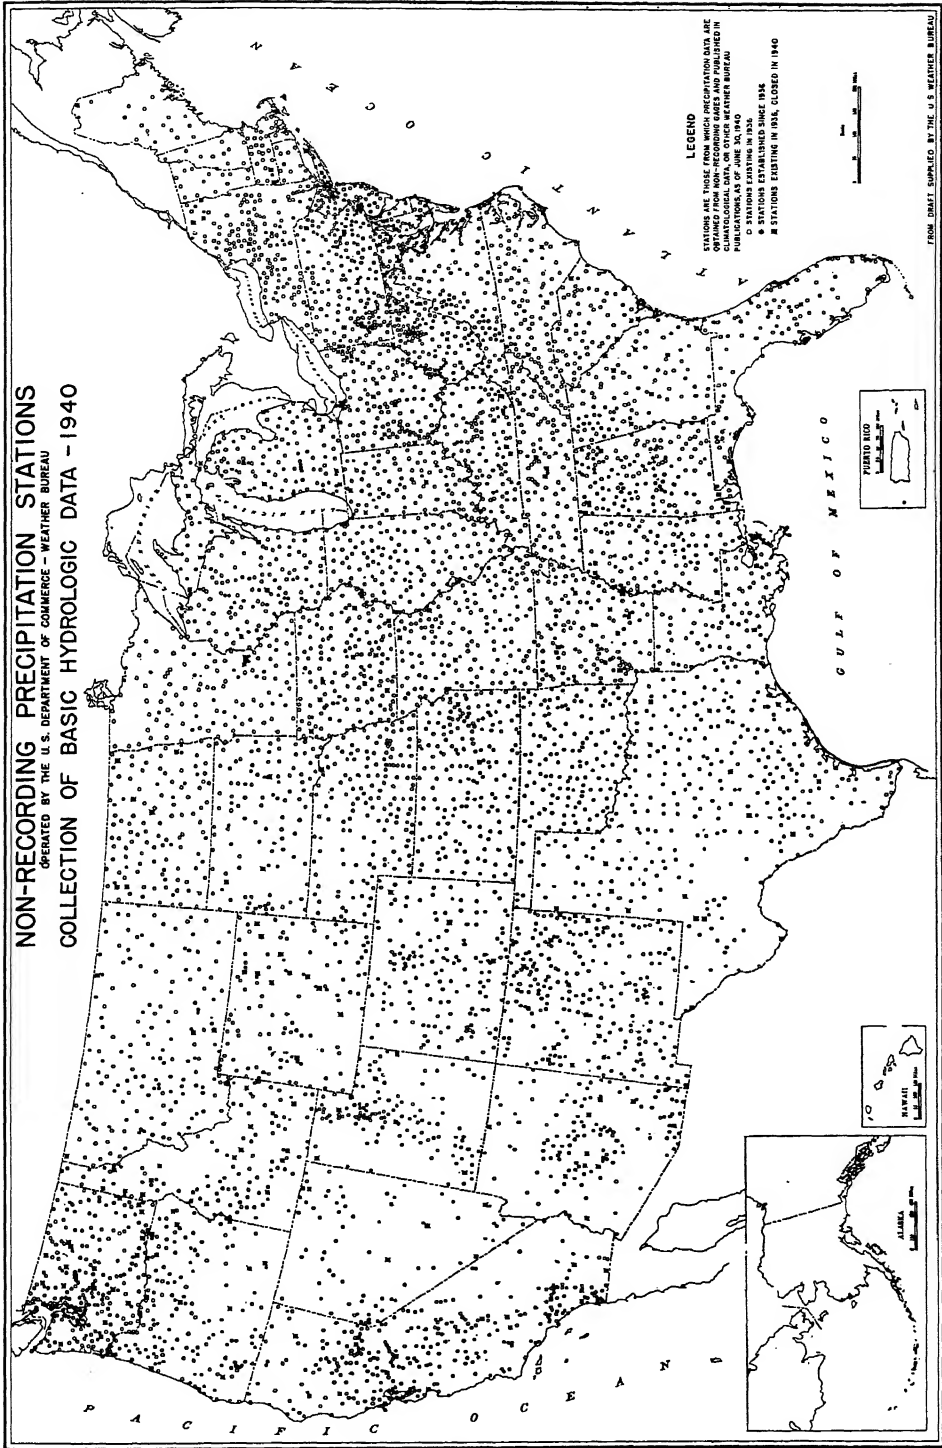 NON-RECORDING PRECIPITATION STATIONS
OPERATED BY THE U.S. DEPARTMENT OF COMMERCE - WEATHER BUREAU
COLLECTION OF BASIC HYDROLOGIC DATA -1940
OCEAN
ATLANTIC
LEGEND
STATIONS ARE THOSE FROM WHICH PRECIPITATION DATA ARE
OBTAINED FROM NON-RECORDING GAGES AND PUBLISHED IN
CLIMATOLOGICAL DATA, OR OTHER WEATHER BUREAU
PUBLICATIONS, AS OF JUNE 30, 1940
STATIONS EXISTING IN 1936
STATIONS ESTABLISHED SINCE 1936
STATIONS EXISTING IN 1936, CLOSED IN 1940
PACIFIC OCEAN
GULF OF MEXICO
ALASKA
HAWAII
PUERTO RICO
FROM DRAFT SUPPLIED BY THE U S WEATHER BUREAU